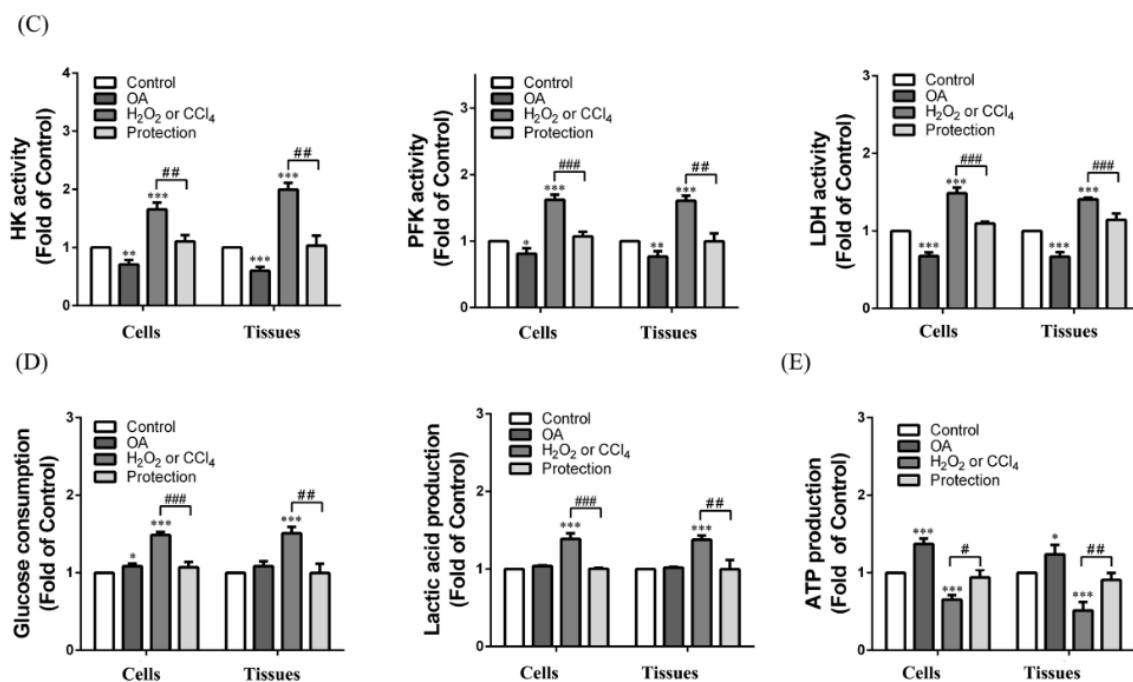 (C)
HK activity
(Fold of Control)
4
3
2
1
0
Control
OA
H₂O₂ or CCl₄
Protection
**
***
##
***
***
##
Cells
Tissues
PFK activity
(Fold of Control)
3
2
1
0
Control
OA
H₂O₂ or CCl₄
Protection
*
***
###
**
***
##
Cells
Tissues
LDH activity
(Fold of Control)
3
2
1
0
Control
OA
H₂O₂ or CCl₄
Protection
***
***
###
***
***
###
Cells
Tissues
(D)
Glucose consumption
(Fold of Control)
3
2
1
0
Control
OA
H₂O₂ or CCl₄
Protection
*
***
###
***
##
Cells
Tissues
Lactic acid production
(Fold of Control)
3
2
1
0
Control
OA
H₂O₂ or CCl₄
Protection
***
###
***
##
Cells
Tissues
(E)
ATP production
(Fold of Control)
3
2
1
0
Control
OA
H₂O₂ or CCl₄
Protection
***
***
#
*
***
##
Cells
Tissues